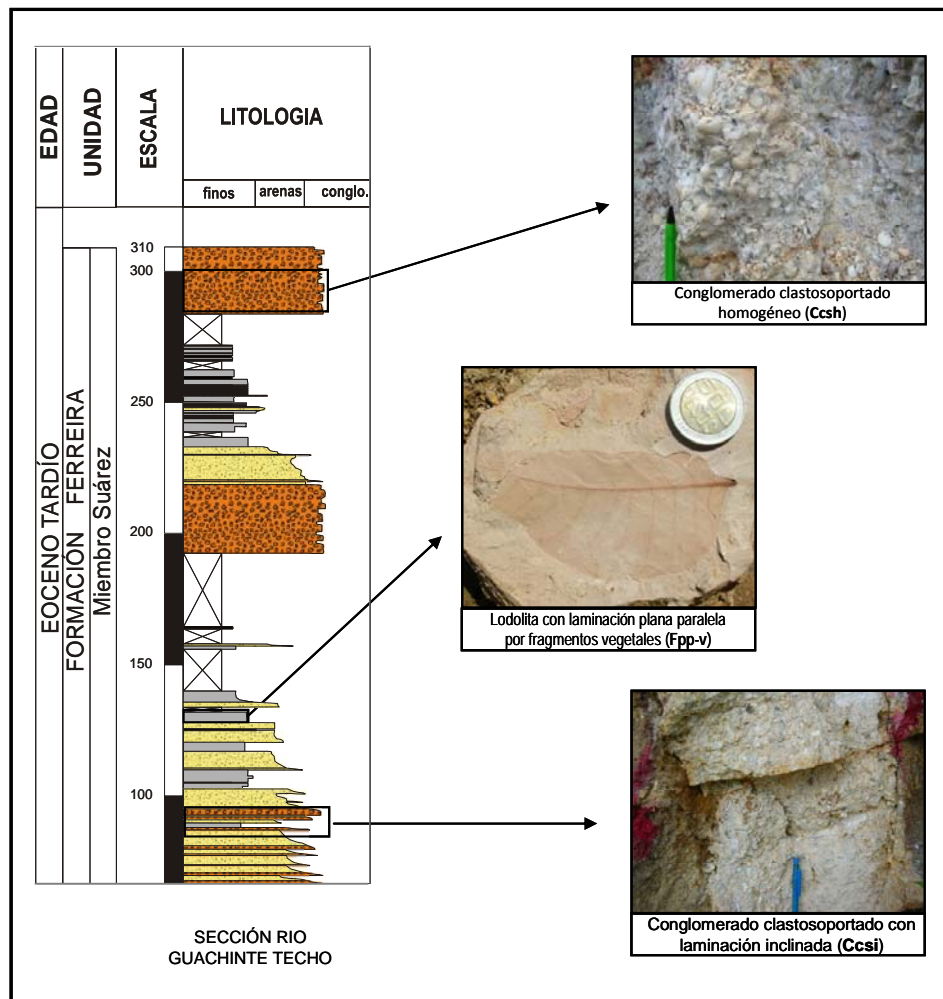 EDAD
UNIDAD
ESCALA
LITOLOGIA
finos
arenas
conglo.
EOCENO TARDÍO
FORMACIÓN FERREIRA
Miembro Suárez
310
300
250
200
150
100
SECCIÓN RIO
GUACHINTE TECHO
Conglomerado clastosoportado
homogéneo (Ccsh)
Lodolita con laminación plana paralela
por fragmentos vegetales (Fpp-v)
Conglomerado clastosoportado con
laminación inclinada (Ccsi)